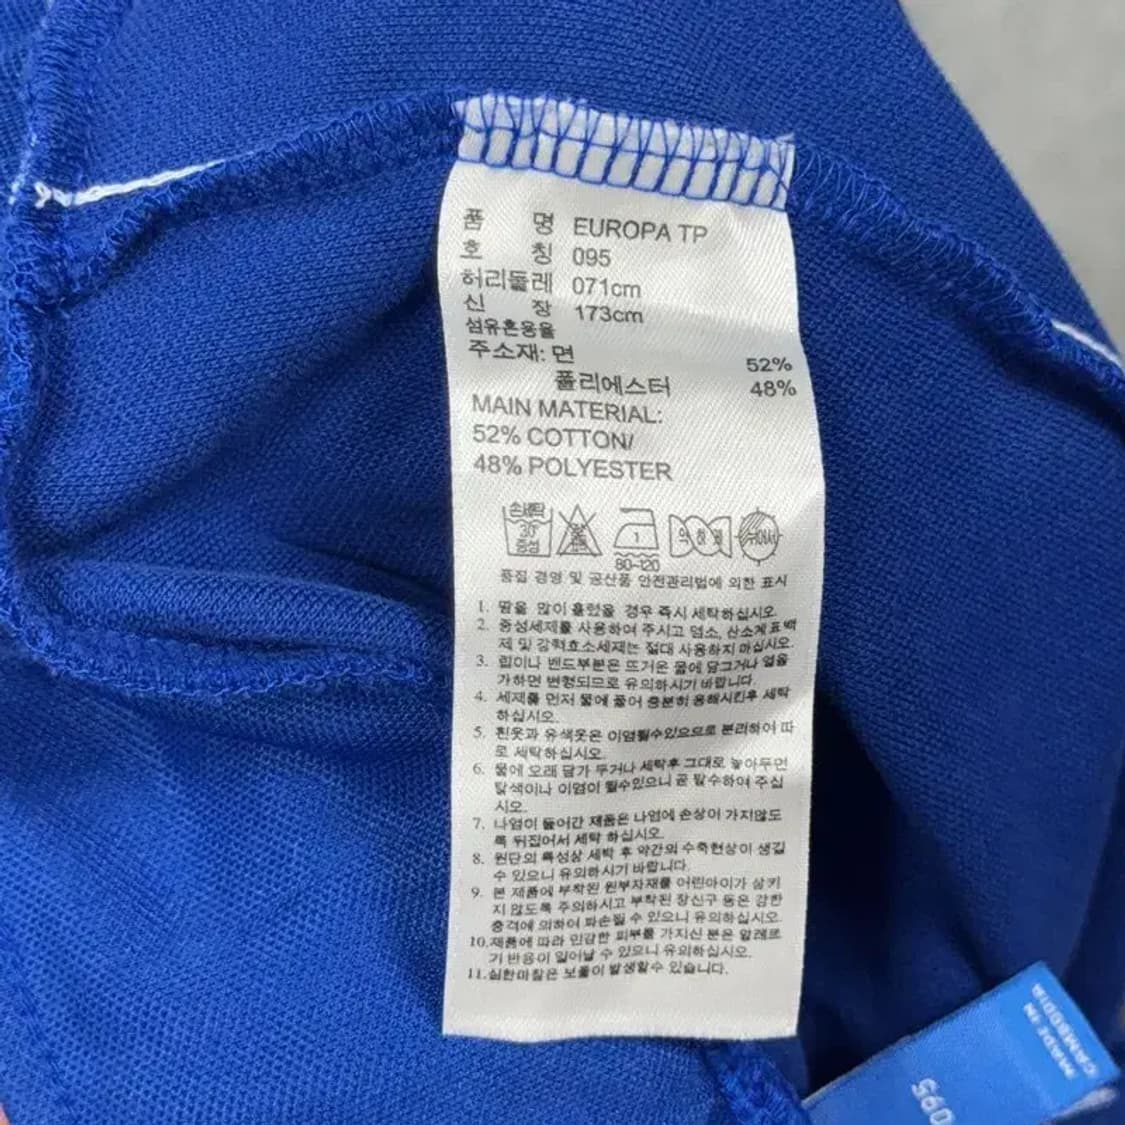 품 명 EUROPA TP
호 칭 095
허리둘레 071cm
신 장 173cm
섬유혼용율
주소재: 면 52%
폴리에스터 48%
MAIN MATERIAL:
52% COTTON/
48% POLYESTER
손세탁
30
중성
1
80~120
약하게
뉘어서
품질 경영 및 공산품 안전관리법에 의한 표시
1. 땀을 많이 흘렸을 경우 즉시 세탁하십시오.
2. 중성세제를 사용하여 주시고 염소, 산소계표백
제 및 강력효소세제는 절대 사용하지 마십시오.
3. 립이나 밴드부분은 뜨거운 물에 담그거나 열을
가하면 변형되므로 유의하시기 바랍니다.
4. 세제를 먼저 물에 풀어 충분히 용해시킨후 세탁
하십시오.
5. 흰옷과 유색옷은 이염될수있으므로 분리하여 따
로 세탁하십시오.
6. 물에 오래 담가 두거나 세탁후 그대로 놓아두면
탈색이나 이염이 될수있으니 곧 탈수하여 주십
시오.
7. 나염이 들어간 제품은 나염에 손상이 가지않도
록 뒤집어서 세탁 하십시오.
8. 원단의 특성상 세탁 후 약간의 수축현상이 생길
수 있으니 유의하시기 바랍니다.
9. 본 제품에 부착된 원부자재를 어린아이가 삼키
지 않도록 주의하시고 부착된 장신구 등은 강한
충격에 의하여 파손될 수 있으니 유의하십시오.
10.제품에 따라 민감한 피부를 가지신 분은 알레르
기 반응이 일어날 수 있으니 유의하십시오.
11.심한마찰은 보풀이 발생할수 있습니다.
MADE IN
CAMBODIA
095